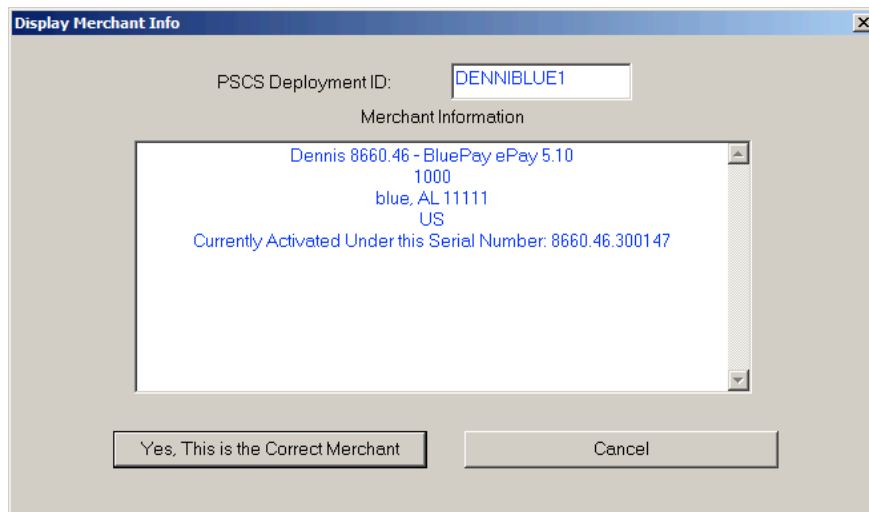 Display Merchant Info
PSCS Deployment ID: DENNIBLUE1
Merchant Information
Dennis 8660.46 - BluePay ePay 5.10
1000
blue, AL 11111
US
Currently Activated Under this Serial Number: 8660.46.300147
Yes, This is the Correct Merchant Cancel